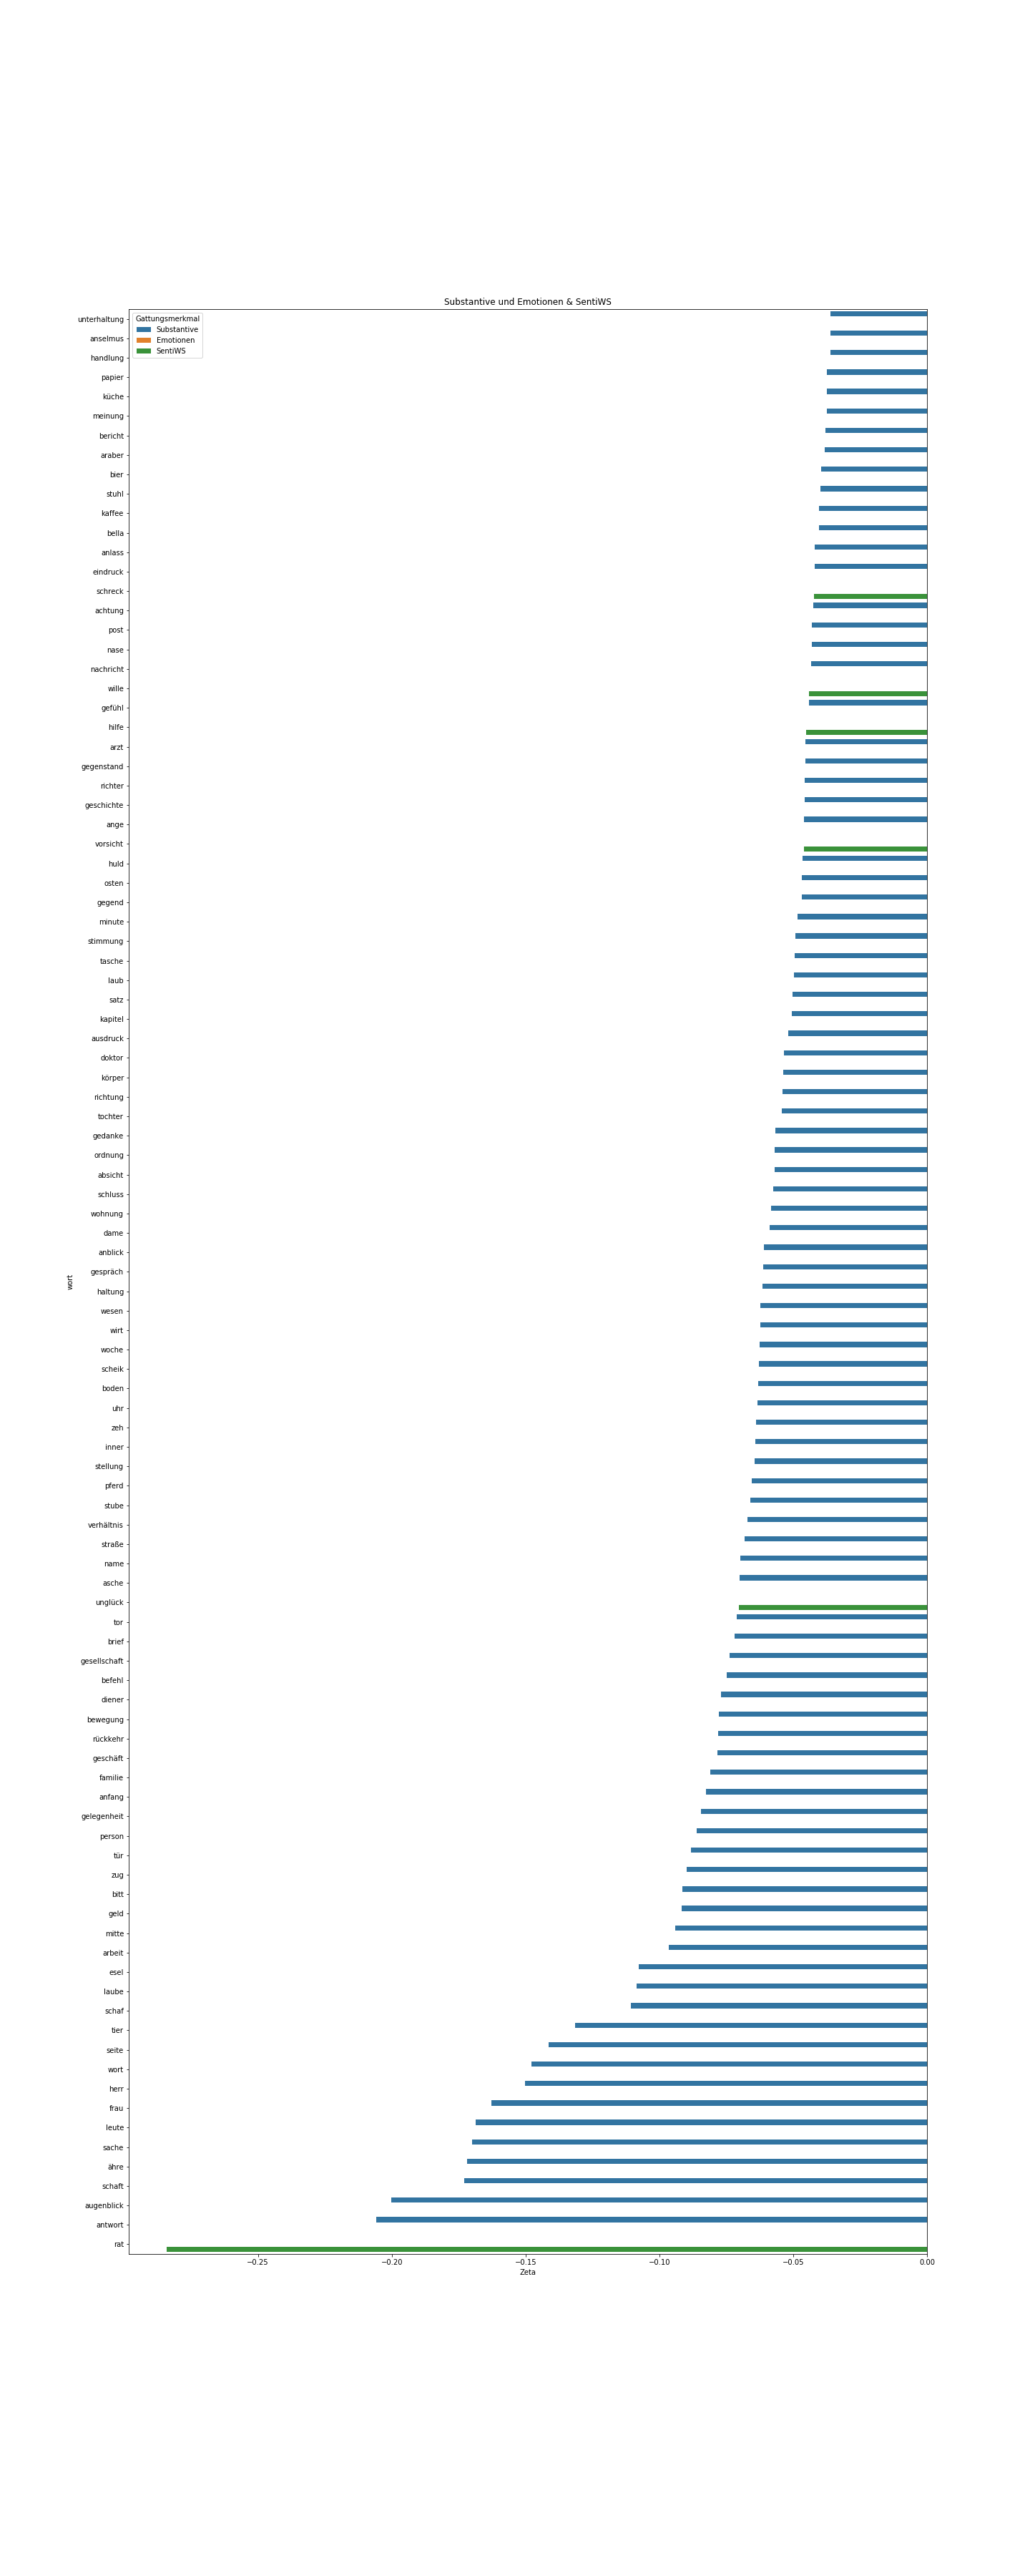 Substantive und Emotionen & SentiWS
Gattungsmerkmal
Substantive
Emotionen
SentiWS
unterhaltung
anselmus
handlung
papier
küche
meinung
bericht
araber
bier
stuhl
kaffee
bella
anlass
eindruck
schreck
achtung
post
nase
nachricht
wille
gefühl
hilfe
arzt
gegenstand
richter
geschichte
ange
vorsicht
huld
osten
gegend
minute
stimmung
tasche
laub
satz
kapitel
ausdruck
doktor
körper
richtung
tochter
gedanke
ordnung
absicht
schluss
wohnung
dame
anblick
gespräch
haltung
wesen
wirt
woche
scheik
boden
uhr
zeh
inner
stellung
pferd
stube
verhältnis
straße
name
asche
unglück
tor
brief
gesellschaft
befehl
diener
bewegung
rückkehr
geschäft
familie
anfang
gelegenheit
person
tür
zug
bitt
geld
mitte
arbeit
esel
laube
schaf
tier
seite
wort
herr
frau
leute
sache
ähre
schaft
augenblick
antwort
rat
wort
−0.25 −0.20 −0.15 −0.10 −0.05 0.00
Zeta